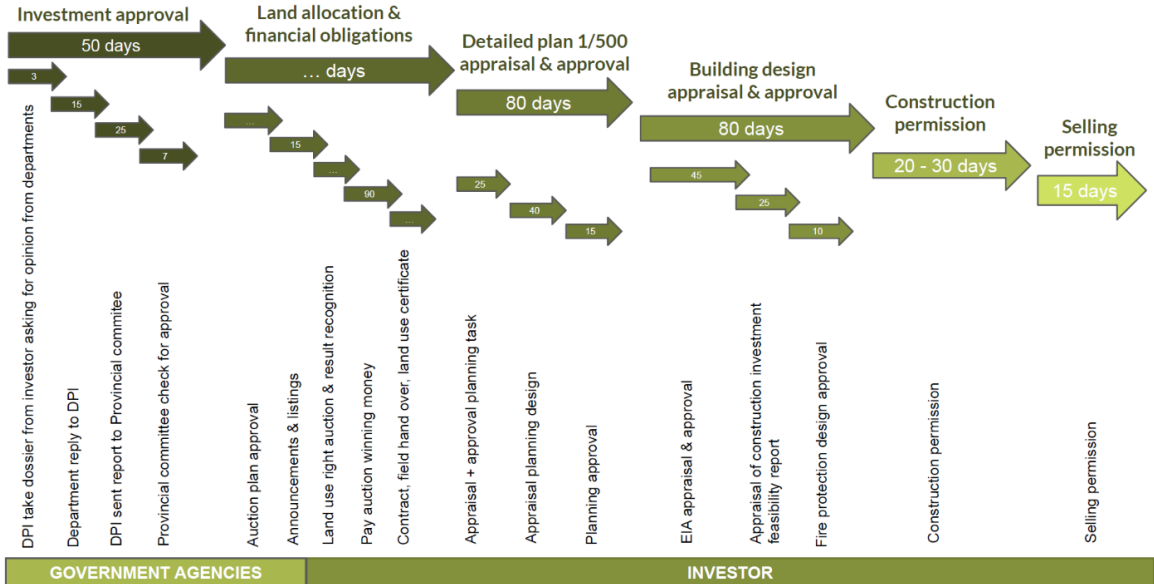 Investment approval
50 days
3
15
25
7
Land allocation &
financial obligations
... days
...
15
...
90
...
Detailed plan 1/500
appraisal & approval
80 days
25
40
15
Building design
appraisal & approval
80 days
45
25
10
Construction
permission
20 - 30 days
Selling
permission
15 days
DPI take dossier from investor asking for opinion from departments
Department reply to DPI
DPI sent report to Provincial commitee
Provincial committee check for approval
Auction plan approval
Announcements & listings
Land use right auction & result recognition
Pay auction winning money
Contract, field hand over, land use certificate
Appraisal + approval planning task
Appraisal planning design
Planning approval
EIA appraisal & approval
Appraisal of construction investment
feasibility report
Fire protection design approval
Construction permission
Selling permission
GOVERNMENT AGENCIES
INVESTOR